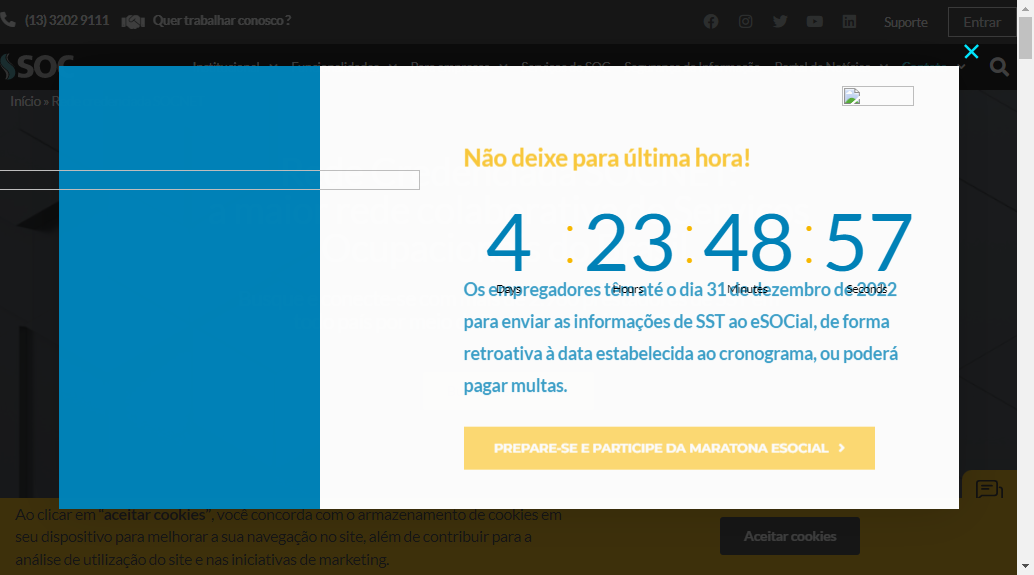 (13) 3202 9111 Quer trabalhar conosco ?
Suporte Entrar
SOC
Início »
Não deixe para última hora!
4 : 23 : 48 : 57
Days Hours Minutes Seconds
Os empregadores têm até o dia 31 de dezembro de 2022
para enviar as informações de SST ao eSOCial, de forma
retroativa à data estabelecida ao cronograma, ou poderá
pagar multas.
PREPARE-SE E PARTICIPE DA MARATONA ESOCIAL
Ao clicar em "aceitar cookies", você concorda com o armazenamento de cookies em
seu dispositivo para melhorar a sua navegação no site, além de contribuir para a
análise de utilização do site e nas iniciativas de marketing.
Aceitar cookies